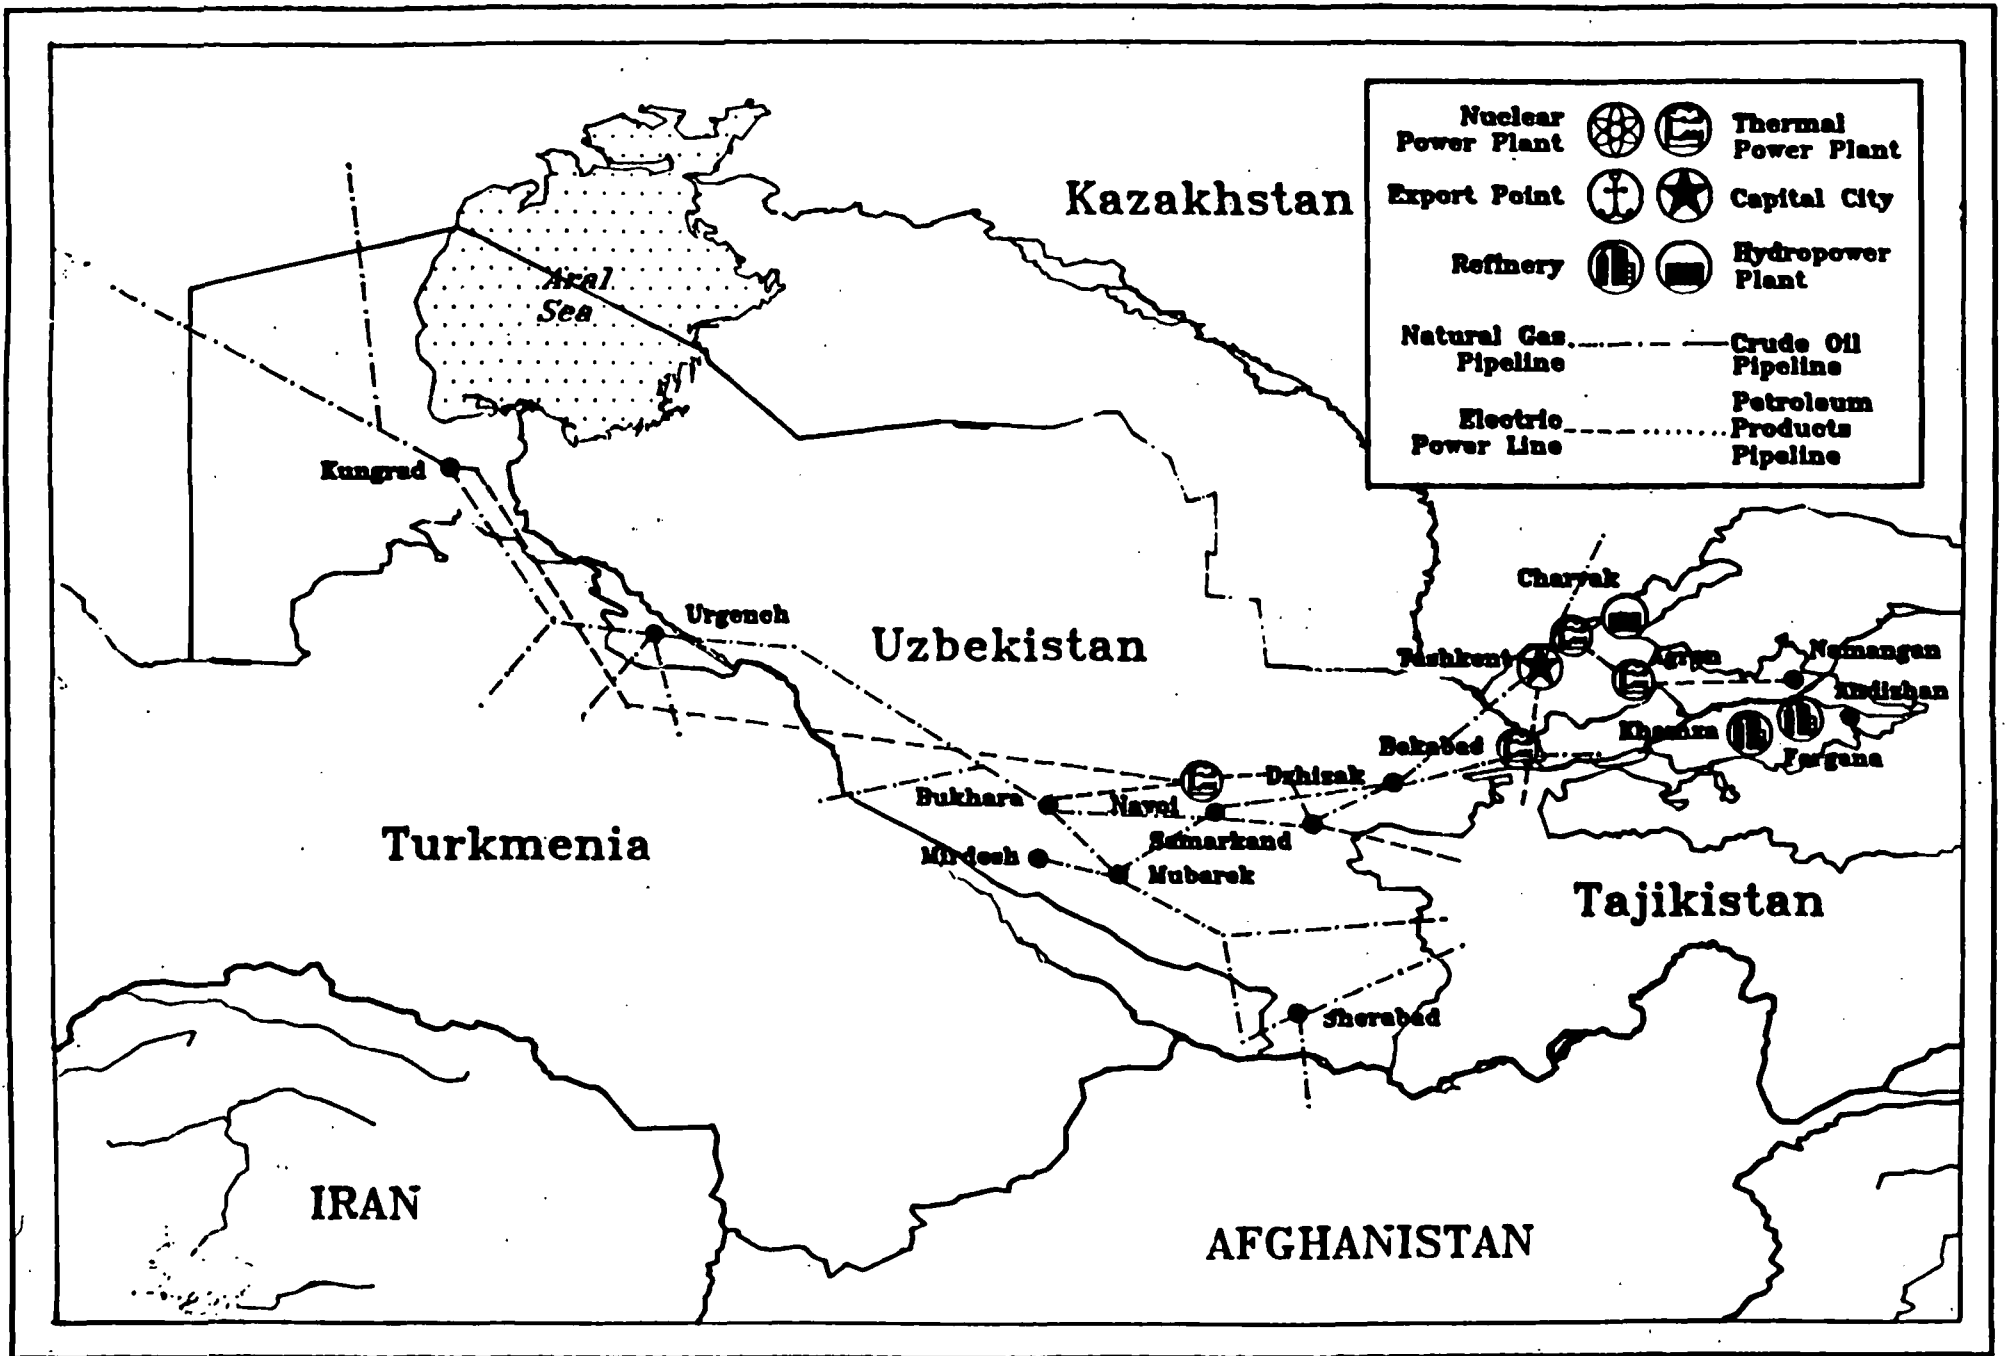 Nuclear
Power Plant
Thermal
Power Plant
Export Point
Capital City
Refinery
Hydropower
Plant
Natural Gas
Pipeline
Crude Oil
Pipeline
Electric
Power Line
Petroleum
Products
Pipeline
Kazakhstan
Aral
Sea
Kungrad
Urgench
Uzbekistan
Charvak
Tashkent
Agren
Namangan
Andizhan
Fergana
Bekabad
Dzhizak
Bukhara
Navoi
Samarkand
Mubarek
Turkmenia
Tajikistan
Sherabad
IRAN
AFGHANISTAN